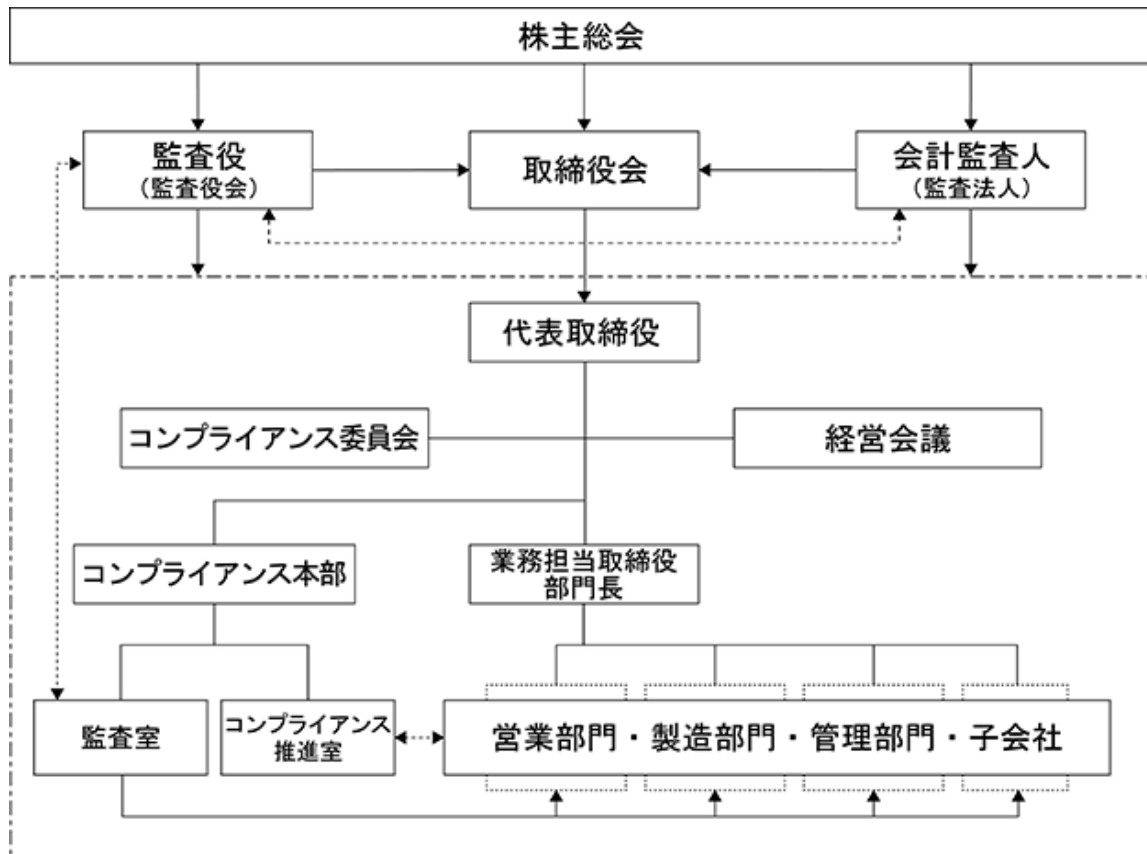 株主総会
監査役
（監査役会）
取締役会
会計監査人
（監査法人）
代表取締役
コンプライアンス委員会
経営会議
コンプライアンス本部
業務担当取締役
部門長
監査室
コンプライアンス
推進室
営業部門・製造部門・管理部門・子会社